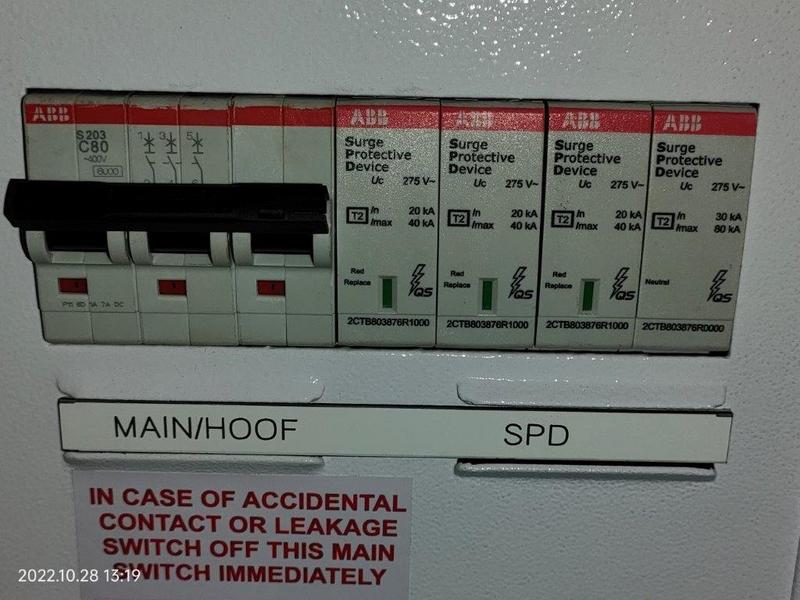 ABB
S203
C80
~400V
6000
1 3 5
ABB
Surge
Protective
Device
Uc 275 V~
T2
In 20 kA
Imax 40 kA
Red
Replace
QS
2CTB803876R1000
ABB
Surge
Protective
Device
Uc 275 V~
T2
In 20 kA
Imax 40 kA
Red
Replace
QS
2CTB803876R1000
ABB
Surge
Protective
Device
Uc 275 V~
T2
In 20 kA
Imax 40 kA
Red
Replace
QS
2CTB803876R1000
ABB
Surge
Protective
Device
Uc 275 V~
T2
In 30 kA
Imax 80 kA
Neutral
QS
2CTB803876R0000
MAIN/HOOF
SPD
IN CASE OF ACCIDENTAL
CONTACT OR LEAKAGE
SWITCH OFF THIS MAIN
SWITCH IMMEDIATELY
2022.10.28 13:19